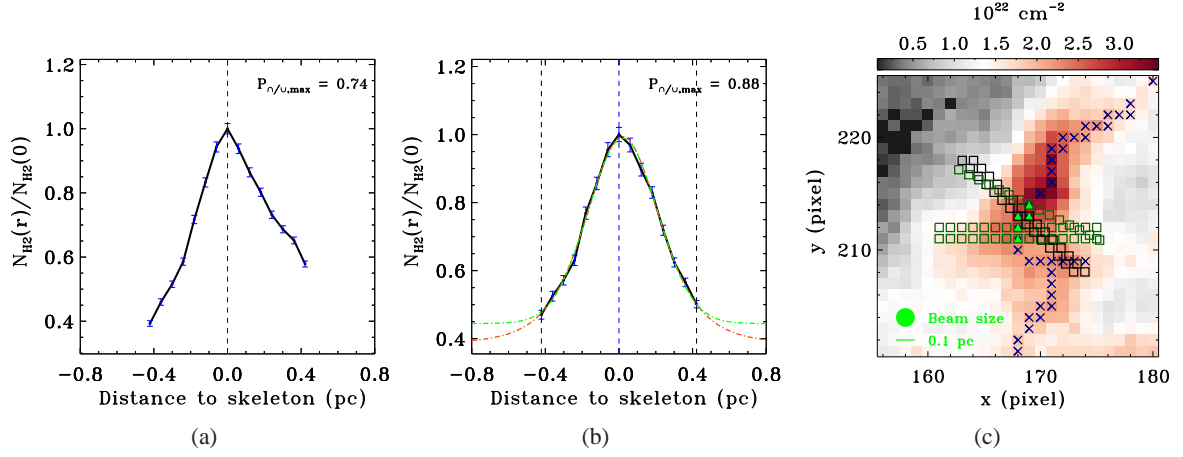 1.2
1.0
0.8
0.6
0.4
N_H2(r)/N_H2(0)
P_∩/∪,max = 0.74
−0.8 −0.4 0.0 0.4 0.8
Distance to skeleton (pc)
(a)
1.2
1.0
0.8
0.6
0.4
N_H2(r)/N_H2(0)
P_∩/∪,max = 0.88
−0.8 −0.4 0.0 0.4 0.8
Distance to skeleton (pc)
(b)
10^22 cm^−2
0.5 1.0 1.5 2.0 2.5 3.0
220
210
y (pixel)
Beam size
0.1 pc
160 170 180
x (pixel)
(c)